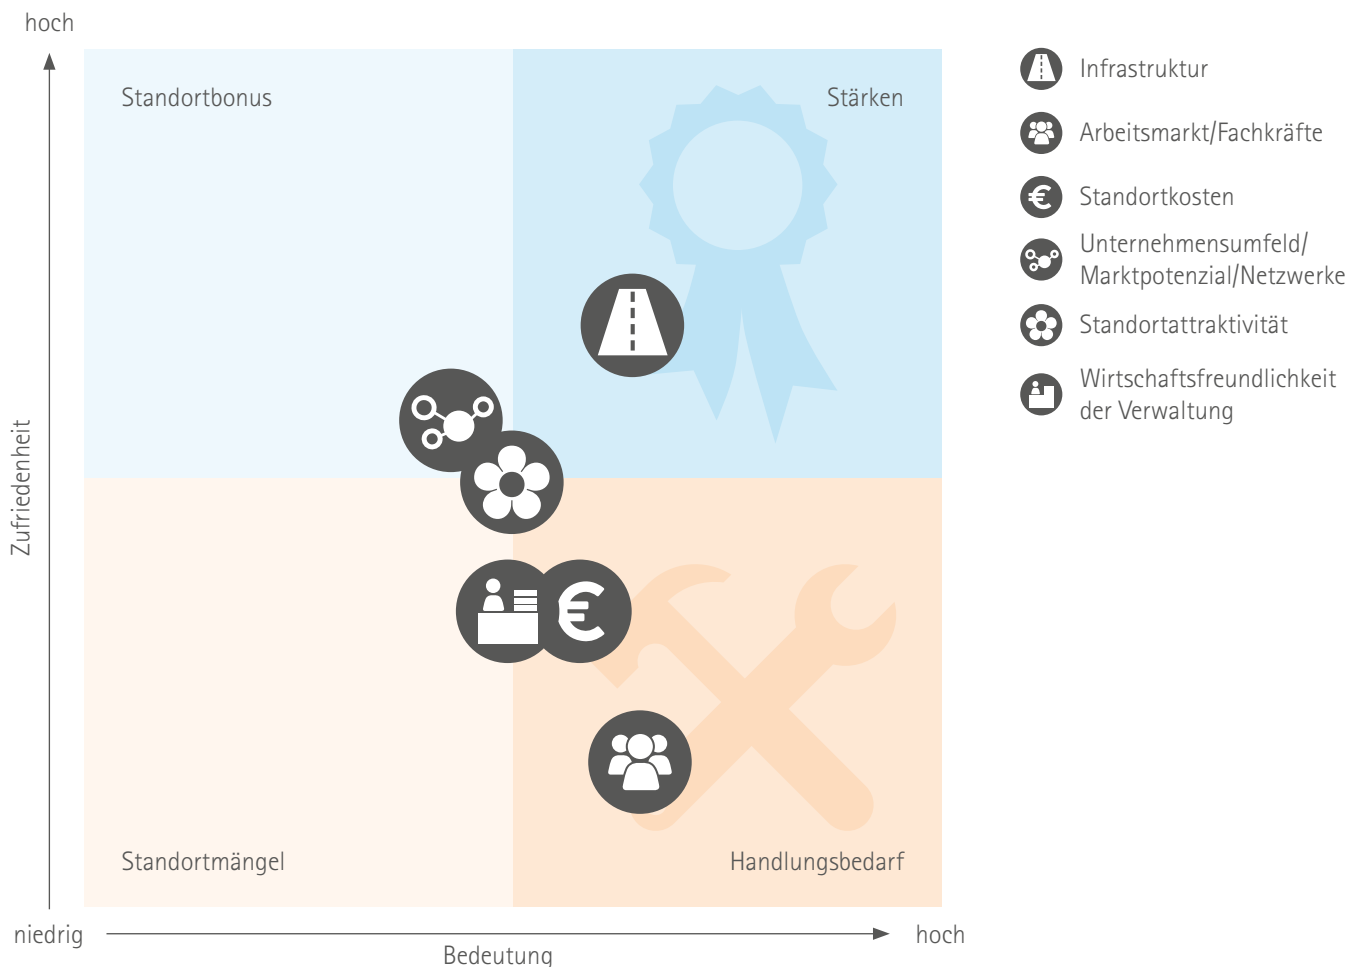 hoch
Standortbonus
Stärken
Zufriedenheit
Standortmängel
Handlungsbedarf
niedrig
hoch
Bedeutung
Infrastruktur
Arbeitsmarkt/Fachkräfte
Standortkosten
Unternehmensumfeld/
Marktpotenzial/Netzwerke
Standortattraktivität
Wirtschaftsfreundlichkeit
der Verwaltung